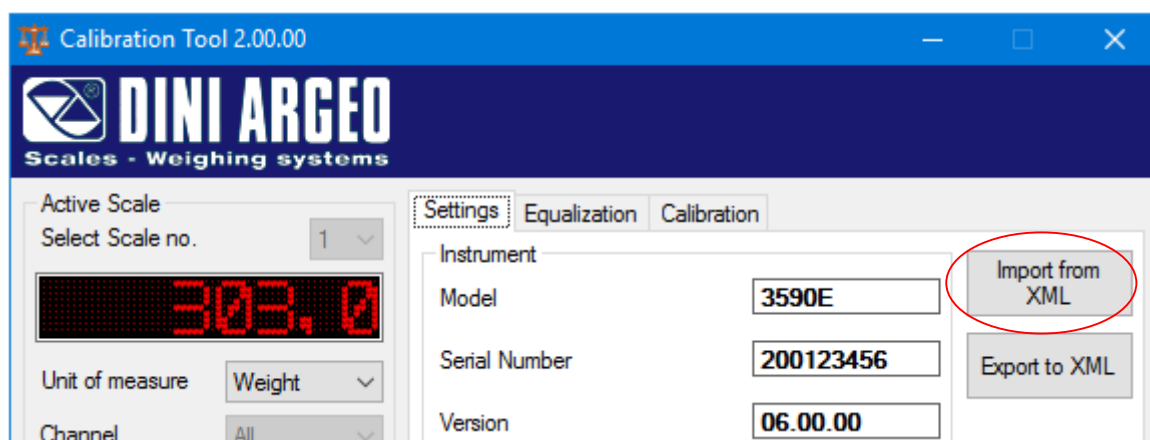 Calibration Tool 2.00.00
DINI ARGEO
®
Scales - Weighing systems
Active Scale
Select Scale no.
1
303.0
Unit of measure
Weight
Channel
All
Settings
Equalization
Calibration
Instrument
Model
3590E
Serial Number
200123456
Version
06.00.00
Import from
XML
Export to XML